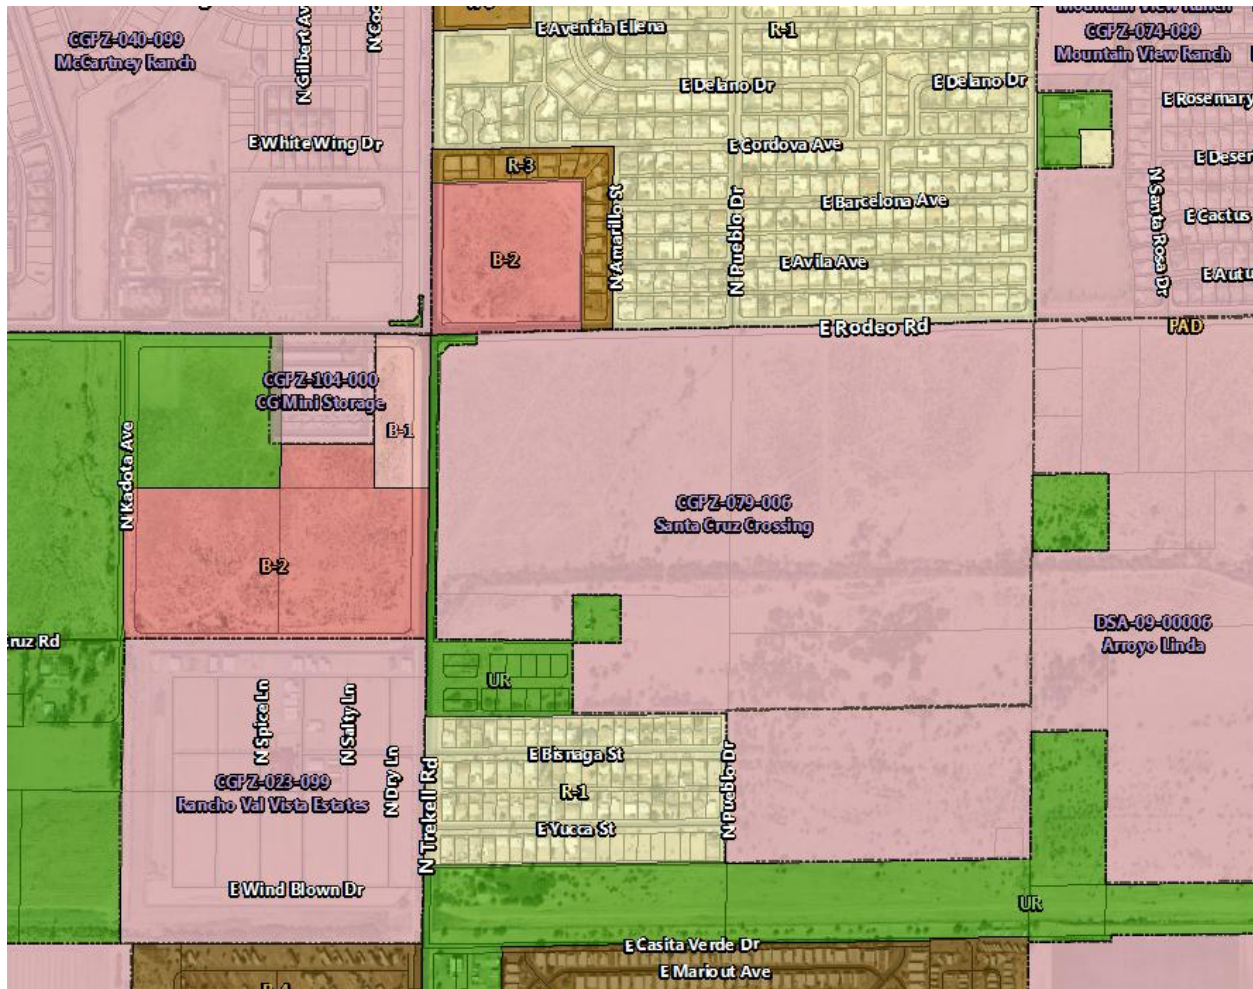 E Avenida Ellena
R-1
CGPZ-040-099
McCartney Ranch
N Gilbert Av
Mountain View Ranch
CGPZ-074-099
Mountain View Ranch
E Delano Dr
E Delano Dr
E Rosemary
E White Wing Dr
E Cordova Ave
R-3
E Deser
N Amarillo St
N Pueblo Dr
E Barcelona Ave
N Santa Rosa Dr
E Cactus
B-2
E Avila Ave
E Autu
E Rodeo Rd
PAD
CGPZ-104-000
CG Mini Storage
B-1
N Kadota Ave
CGPZ-079-006
Santa Cruz Crossing
B-2
Cruz Rd
DSA-09-00006
Arroyo Linda
UR
N Spice Ln
N Salty Ln
N Dry Ln
E Bisnaga St
N Pueblo Dr
CGPZ-023-099
Rancho Val Vista Estates
R-1
N Trekell Rd
E Yucca St
E Wind Blown Dr
UR
E Casita Verde Dr
E Mariout Ave